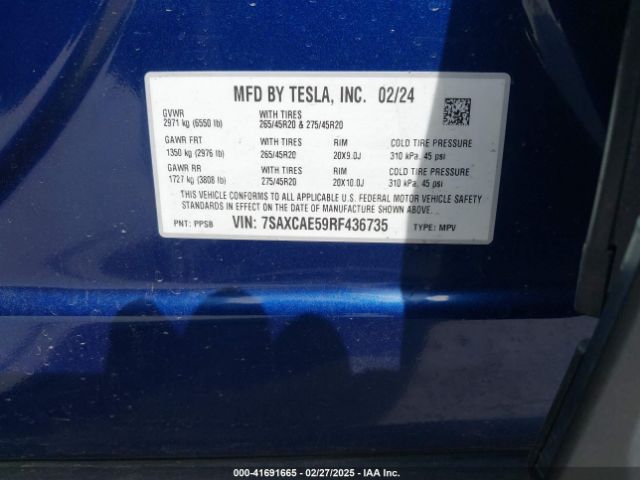 MFD BY TESLA, INC. 02/24
GVWR WITH TIRES
2971 kg (6550 lb) 265/45R20 & 275/45R20
GAWR FRT WITH TIRES RIM COLD TIRE PRESSURE
1350 kg (2976 lb) 265/45R20 20X9.0J 310 kPa, 45 psi
GAWR RR WITH TIRES RIM COLD TIRE PRESSURE
1727 kg (3808 lb) 275/45R20 20X10.0J 310 kPa, 45 psi
THIS VEHICLE CONFORMS TO ALL APPLICABLE U.S. FEDERAL MOTOR VEHICLE SAFETY
STANDARDS IN EFFECT ON THE DATE OF MANUFACTURE SHOWN ABOVE.
PNT: PPSB VIN: 7SAXCAE59RF436735 TYPE: MPV
©-41691665 - 02/27/2025 - IAA Inc.